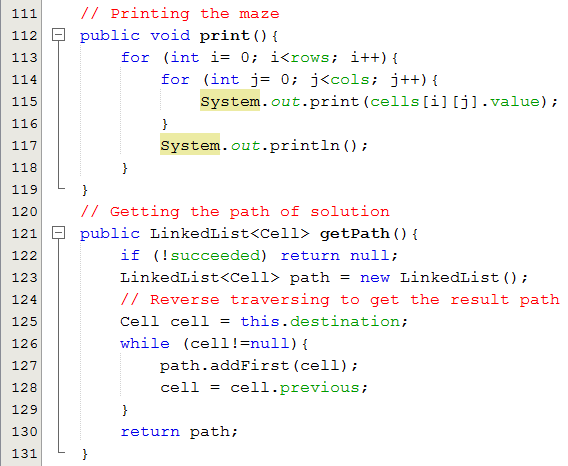 111 // Printing the maze
112 public void print(){
113 for (int i= 0; i<rows; i++){
114 for (int j= 0; j<cols; j++){
115 System.out.print(cells[i][j].value);
116 }
117 System.out.println();
118 }
119 }
120 // Getting the path of solution
121 public LinkedList<Cell> getPath(){
122 if (!succeeded) return null;
123 LinkedList<Cell> path = new LinkedList();
124 // Reverse traversing to get the result path
125 Cell cell = this.destination;
126 while (cell!=null){
127 path.addFirst(cell);
128 cell = cell.previous;
129 }
130 return path;
131 }